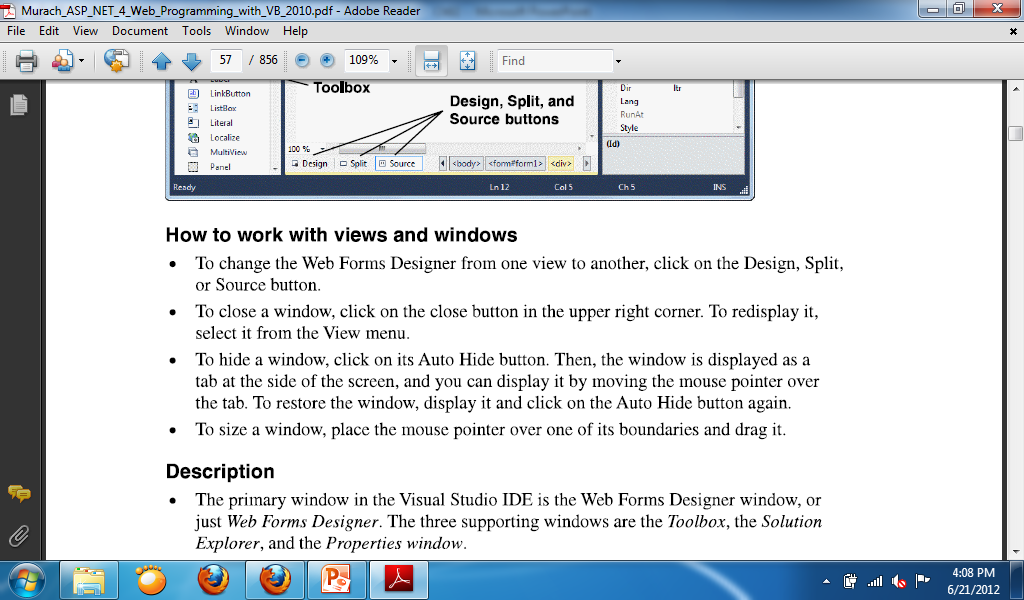 Murach_ASP_NET_4_Web_Programming_with_VB_2010.pdf - Adobe Reader
File Edit View Document Tools Window Help
57 / 856 109% Find
LinkButton
ListBox
Literal
Localize
MultiView
Panel
Toolbox
Design, Split, and
Source buttons
100 %
Design Split Source <body> <form#form1> <div>
Dir ltr
Lang
RunAt
Style
(Id)
Ready Ln 12 Col 5 Ch 5 INS
How to work with views and windows
• To change the Web Forms Designer from one view to another, click on the Design, Split,
or Source button.
• To close a window, click on the close button in the upper right corner. To redisplay it,
select it from the View menu.
• To hide a window, click on its Auto Hide button. Then, the window is displayed as a
tab at the side of the screen, and you can display it by moving the mouse pointer over
the tab. To restore the window, display it and click on the Auto Hide button again.
• To size a window, place the mouse pointer over one of its boundaries and drag it.
Description
• The primary window in the Visual Studio IDE is the Web Forms Designer window, or
just Web Forms Designer. The three supporting windows are the Toolbox, the Solution
Explorer, and the Properties window.
4:08 PM
6/21/2012